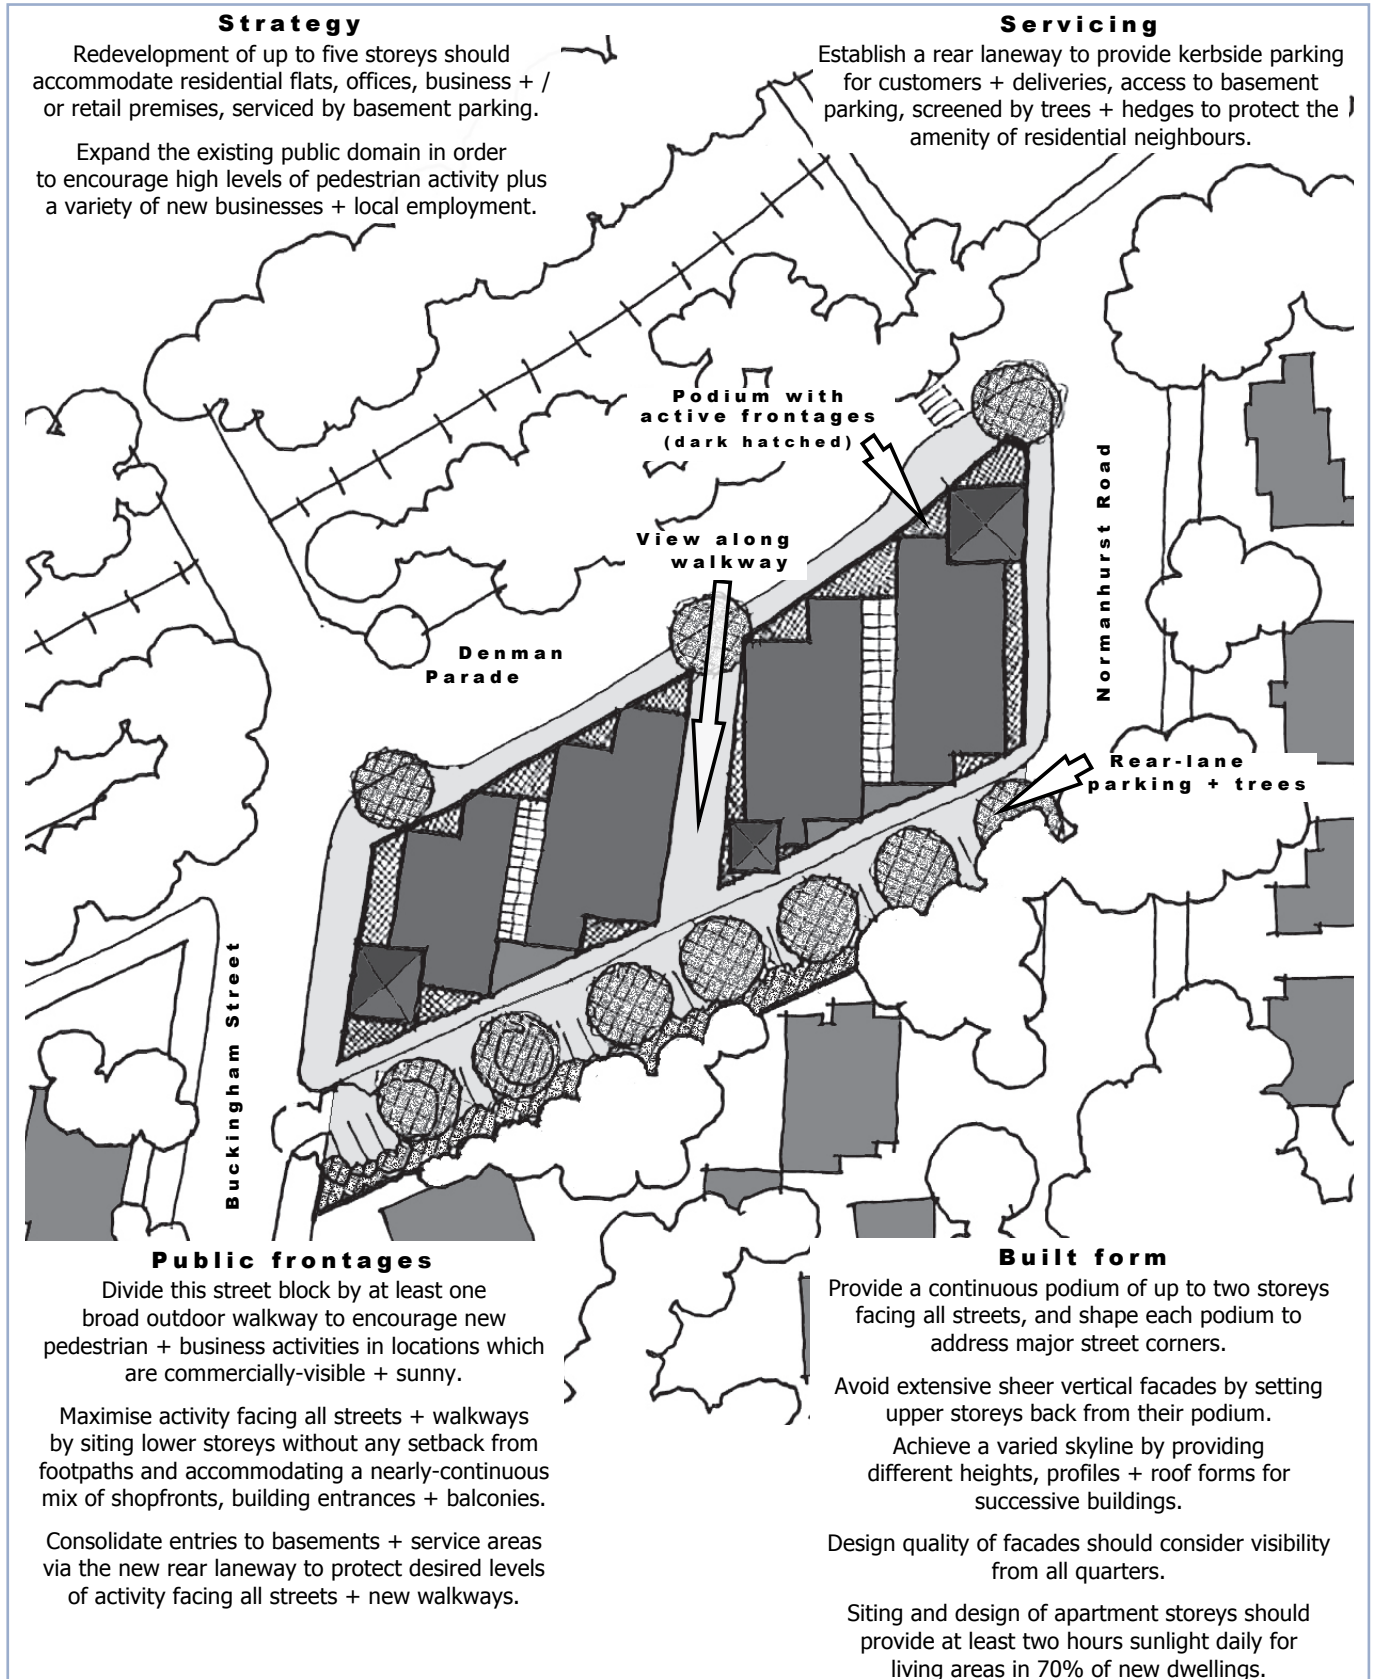 Strategy
Redevelopment of up to five storeys should
accommodate residential flats, offices, business + /
or retail premises, serviced by basement parking.
Expand the existing public domain in order
to encourage high levels of pedestrian activity plus
a variety of new businesses + local employment.
Servicing
Establish a rear laneway to provide kerbside parking
for customers + deliveries, access to basement
parking, screened by trees + hedges to protect the
amenity of residential neighbours.
Podium with
active frontages
(dark hatched)
View along
walkway
Denman
Parade
Normanhurst Road
Rear-lane
parking + trees
Buckingham Street
Public frontages
Divide this street block by at least one
broad outdoor walkway to encourage new
pedestrian + business activities in locations which
are commercially-visible + sunny.
Maximise activity facing all streets + walkways
by siting lower storeys without any setback from
footpaths and accommodating a nearly-continuous
mix of shopfronts, building entrances + balconies.
Consolidate entries to basements + service areas
via the new rear laneway to protect desired levels
of activity facing all streets + new walkways.
Built form
Provide a continuous podium of up to two storeys
facing all streets, and shape each podium to
address major street corners.
Avoid extensive sheer vertical facades by setting
upper storeys back from their podium.
Achieve a varied skyline by providing
different heights, profiles + roof forms for
successive buildings.
Design quality of facades should consider visibility
from all quarters.
Siting and design of apartment storeys should
provide at least two hours sunlight daily for
living areas in 70% of new dwellings.